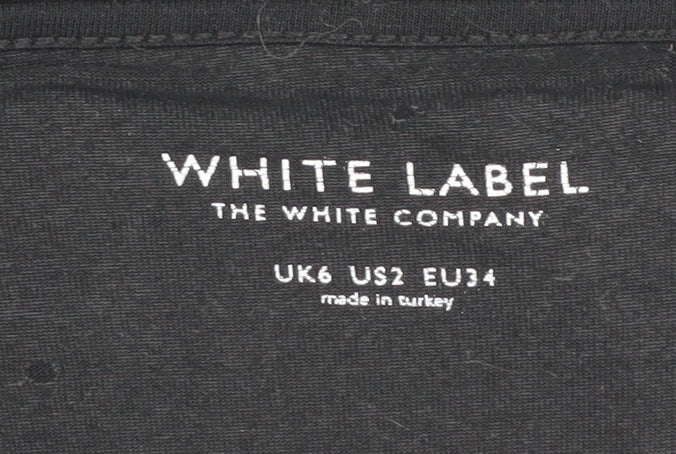 WHITE LABEL
THE WHITE COMPANY
UK6 US2 EU34
made in turkey